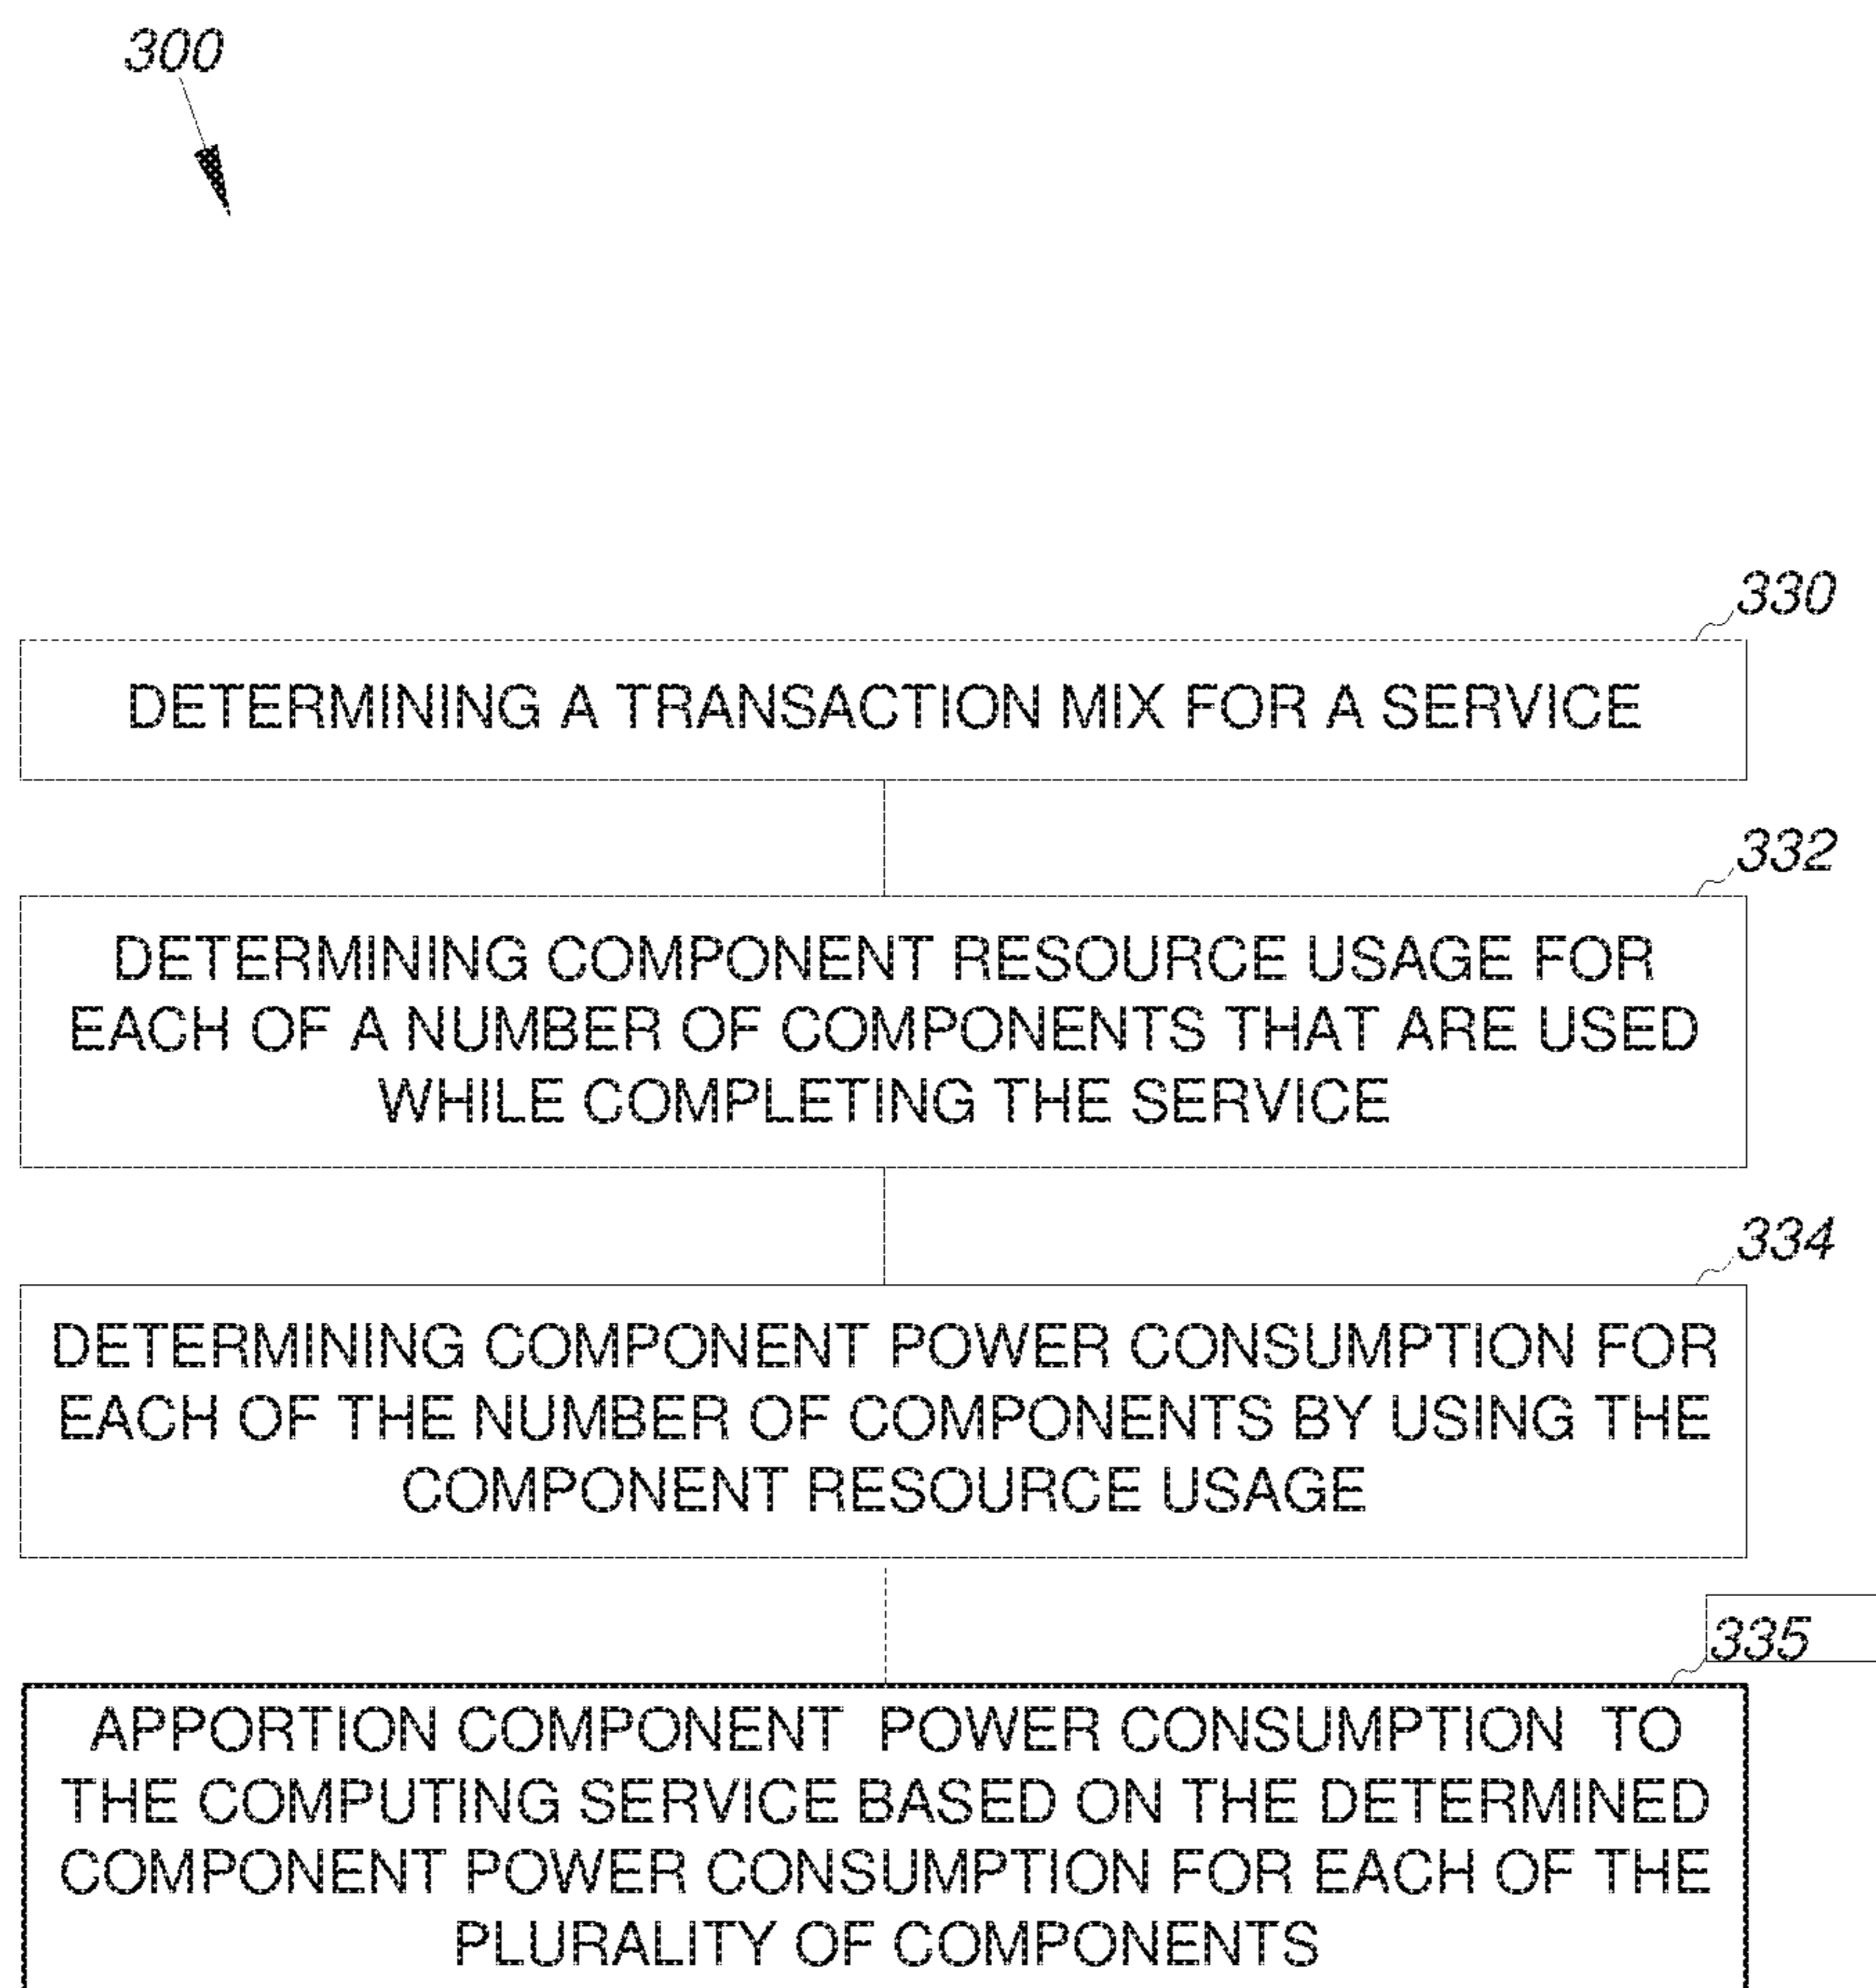 300
330
DETERMINING A TRANSACTION MIX FOR A SERVICE
332
DETERMINING COMPONENT RESOURCE USAGE FOR
EACH OF A NUMBER OF COMPONENTS THAT ARE USED
WHILE COMPLETING THE SERVICE
334
DETERMINING COMPONENT POWER CONSUMPTION FOR
EACH OF THE NUMBER OF COMPONENTS BY USING THE
COMPONENT RESOURCE USAGE
335
APPORTION COMPONENT POWER CONSUMPTION TO
THE COMPUTING SERVICE BASED ON THE DETERMINED
COMPONENT POWER CONSUMPTION FOR EACH OF THE
PLURALITY OF COMPONENTS